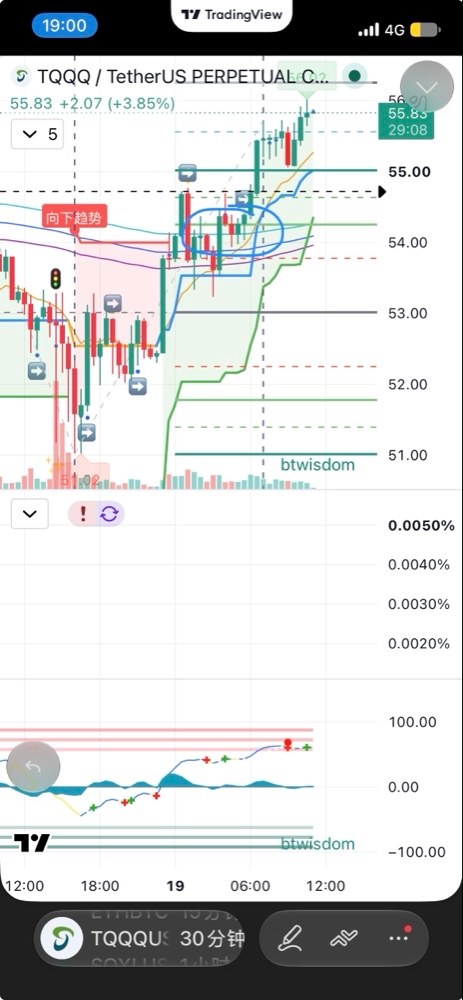 19:00
TradingView
4G
TQQQ / TetherUS PERPETUAL C...
55.83 +2.07 (+3.85%)
5
55.83
29:08
55.00
向下趋势
54.00
53.00
52.00
51.00
51.02
btwisdom
0.0050%
0.0040%
0.0030%
0.0020%
100.00
0.00
−100.00
btwisdom
12:00
18:00
19
06:00
12:00
TQQQUS
30分钟